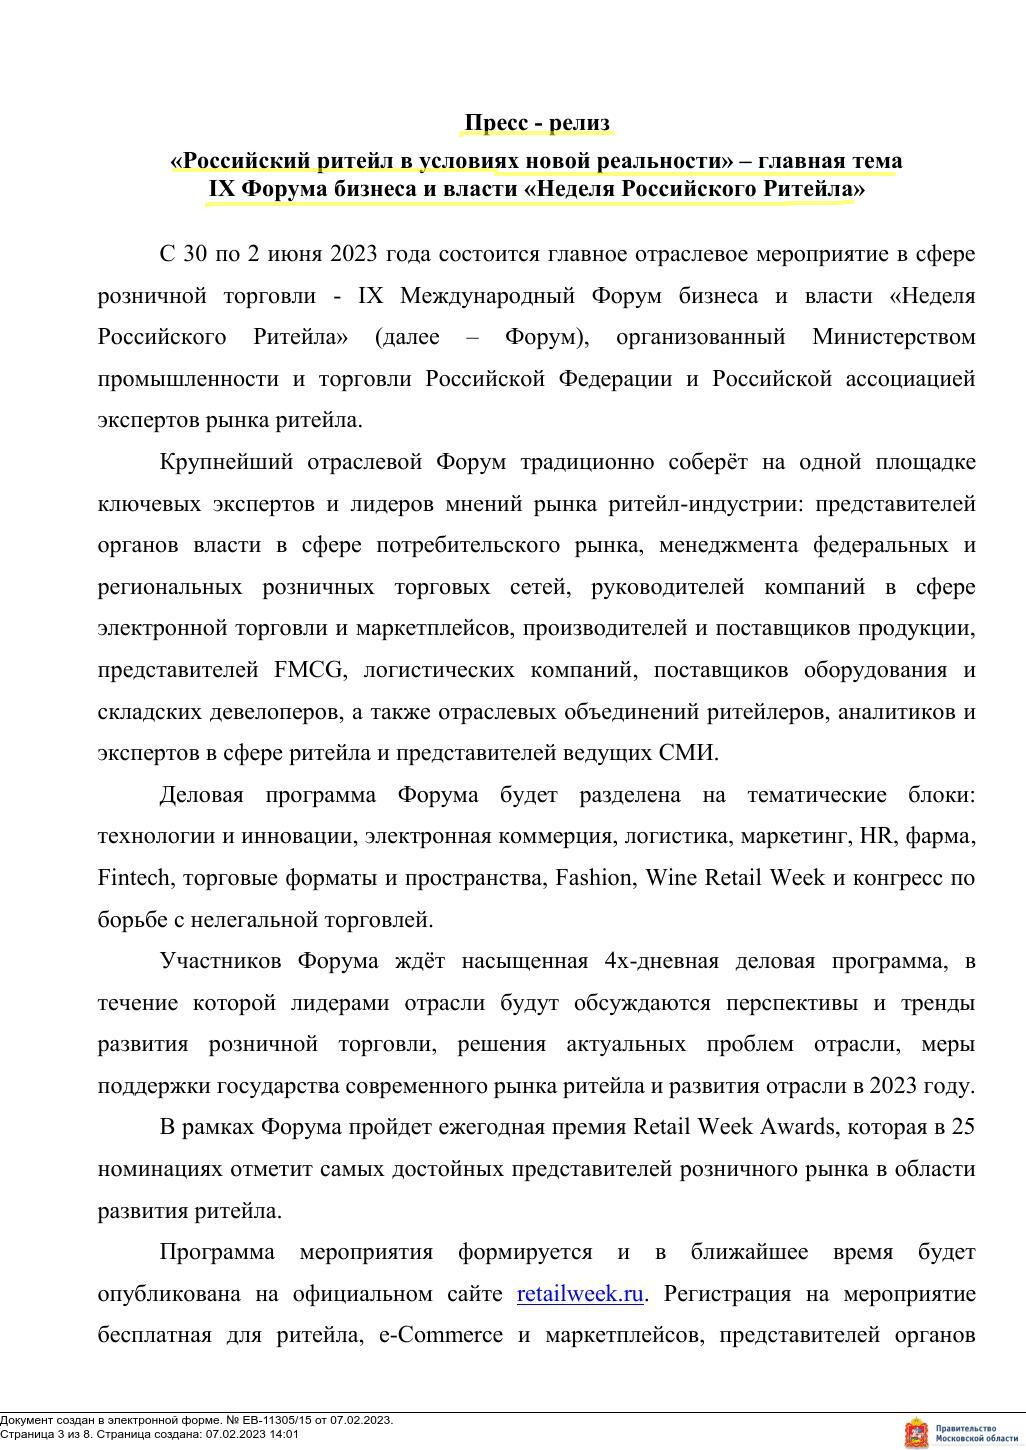 Пресс - релиз
«Российский ритейл в условиях новой реальности» – главная тема
IX Форума бизнеса и власти «Неделя Российского Ритейла»
С 30 по 2 июня 2023 года состоится главное отраслевое мероприятие в сфере
розничной торговли - IX Международный Форум бизнеса и власти «Неделя
Российского Ритейла» (далее – Форум), организованный Министерством
промышленности и торговли Российской Федерации и Российской ассоциацией
экспертов рынка ритейла.
Крупнейший отраслевой Форум традиционно соберёт на одной площадке
ключевых экспертов и лидеров мнений рынка ритейл-индустрии: представителей
органов власти в сфере потребительского рынка, менеджмента федеральных и
региональных розничных торговых сетей, руководителей компаний в сфере
электронной торговли и маркетплейсов, производителей и поставщиков продукции,
представителей FMCG, логистических компаний, поставщиков оборудования и
складских девелоперов, а также отраслевых объединений ритейлеров, аналитиков и
экспертов в сфере ритейла и представителей ведущих СМИ.
Деловая программа Форума будет разделена на тематические блоки:
технологии и инновации, электронная коммерция, логистика, маркетинг, HR, фарма,
Fintech, торговые форматы и пространства, Fashion, Wine Retail Week и конгресс по
борьбе с нелегальной торговлей.
Участников Форума ждёт насыщенная 4х-дневная деловая программа, в
течение которой лидерами отрасли будут обсуждаются перспективы и тренды
развития розничной торговли, решения актуальных проблем отрасли, меры
поддержки государства современного рынка ритейла и развития отрасли в 2023 году.
В рамках Форума пройдет ежегодная премия Retail Week Awards, которая в 25
номинациях отметит самых достойных представителей розничного рынка в области
развития ритейла.
Программа мероприятия формируется и в ближайшее время будет
опубликована на официальном сайте retailweek.ru. Регистрация на мероприятие
бесплатная для ритейла, e-Commerce и маркетплейсов, представителей органов
Документ создан в электронной форме. № ЕВ-11305/15 от 07.02.2023.
Страница 3 из 8. Страница создана: 07.02.2023 14:01
Правительство
Московской области